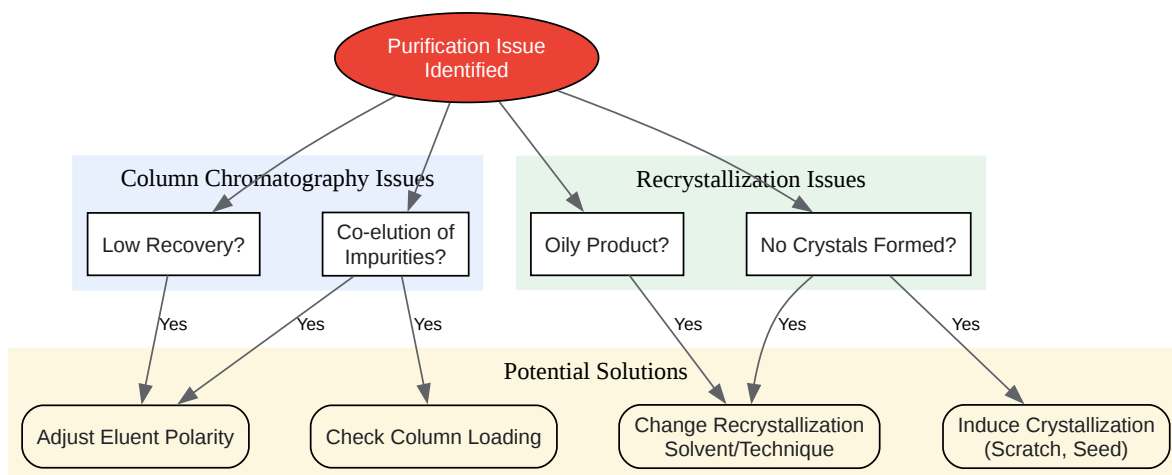 Purification Issue
Identified
Column Chromatography Issues
Recrystallization Issues
Low Recovery?
Co-elution of
Impurities?
Oily Product?
No Crystals Formed?
Yes
Yes
Yes
Yes
Yes
Yes
Potential Solutions
Adjust Eluent Polarity
Check Column Loading
Change Recrystallization
Solvent/Technique
Induce Crystallization
(Scratch, Seed)